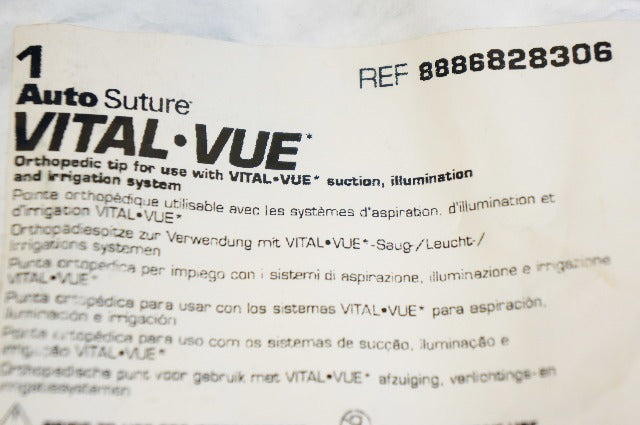 1
REF 8886828306
Auto Suture
VITAL•VUE*
Orthopedic tip for use with VITAL•VUE* suction, illumination
and irrigation system
Pointe orthopédique utilisable avec les systèmes d'aspiration, d'illumination et
d'irrigation VITAL•VUE*
Orthopädiespitze zur Verwendung mit VITAL•VUE*-Saug-/Leucht-/
Irrigations systemen
Punta ortopedica per impiego con i sistemi di aspirazione, illuminazione e irrigazione
VITAL•VUE*
Punta ortopédica para usar con los sistemas VITAL•VUE* para aspiración,
iluminación e irrigación
Ponta ortopédica para uso com os sistemas de sucção, iluminação e
irrigação VITAL•VUE*
Orthopedische punt voor gebruik met VITAL•VUE* afzuiging, verlichtings-en
irrigatiesystemen